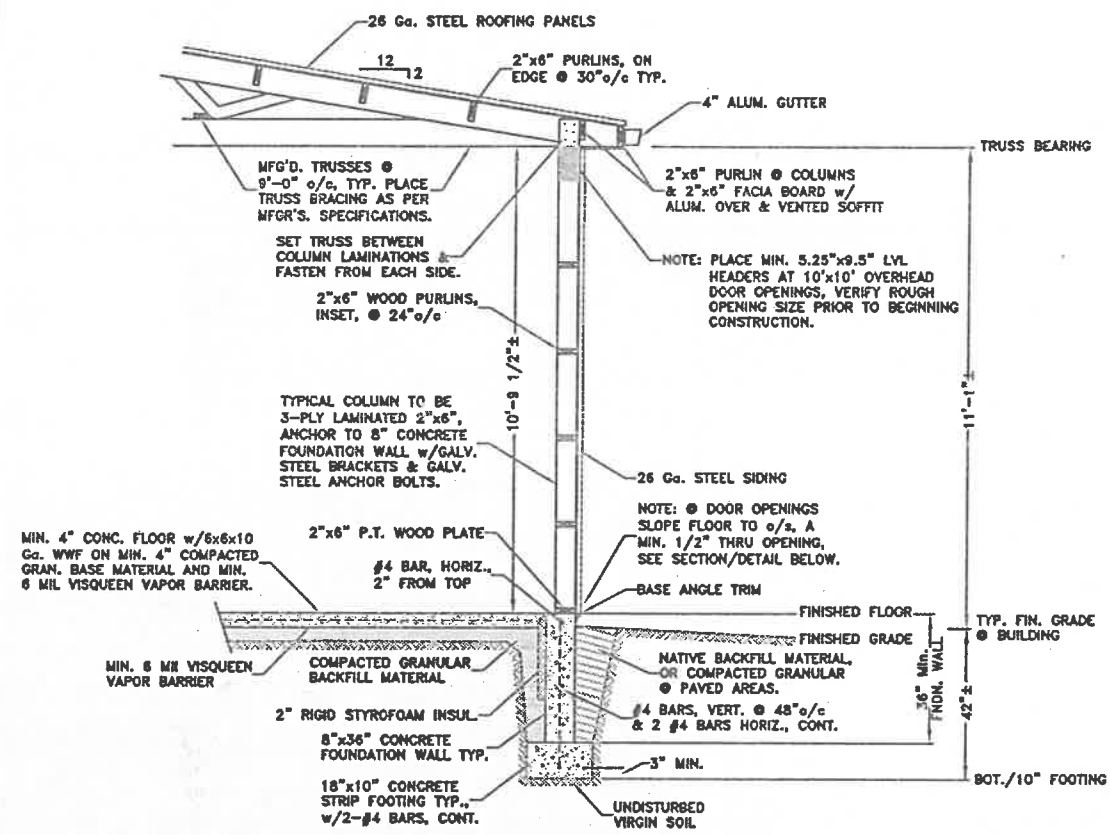 26 Ga. STEEL ROOFING PANELS
12
2
2"x6" PURLINS, ON
EDGE @ 30"o/c TYP.
4" ALUM. GUTTER
TRUSS BEARING
MFG'D. TRUSSES @
9'-0" o/c, TYP. PLACE
TRUSS BRACING AS PER
MFGR'S. SPECIFICATIONS.
2"x6" PURLIN @ COLUMNS
& 2"x6" FACIA BOARD w/
ALUM. OVER & VENTED SOFFIT
SET TRUSS BETWEEN
COLUMN LAMINATIONS &
FASTEN FROM EACH SIDE.
NOTE: PLACE MIN. 5.25"x9.5" LVL
HEADERS AT 10'x10' OVERHEAD
DOOR OPENINGS, VERIFY ROUGH
OPENING SIZE PRIOR TO BEGINNING
CONSTRUCTION.
2"x6" WOOD PURLINS,
INSET, @ 24"o/c
10'-9 1/2"±
11'-1"±
TYPICAL COLUMN TO BE
3-PLY LAMINATED 2"x6",
ANCHOR TO 8" CONCRETE
FOUNDATION WALL w/GALV.
STEEL BRACKETS & GALV.
STEEL ANCHOR BOLTS.
26 Ga. STEEL SIDING
NOTE: @ DOOR OPENINGS
SLOPE FLOOR TO o/s, A
MIN. 1/2" THRU OPENING,
SEE SECTION/DETAIL BELOW.
MIN. 4" CONC. FLOOR w/6x6x10
Ga. WWF ON MIN. 4" COMPACTED
GRAN. BASE MATERIAL AND MIN.
6 MIL VISQUEEN VAPOR BARRIER.
2"x6" P.T. WOOD PLATE
#4 BAR, HORIZ.,
2" FROM TOP
BASE ANGLE TRIM
FINISHED FLOOR
TYP. FIN. GRADE
@ BUILDING
FINISHED GRADE
MIN. 6 MIL VISQUEEN
VAPOR BARRIER
COMPACTED GRANULAR
BACKFILL MATERIAL
NATIVE BACKFILL MATERIAL,
OR COMPACTED GRANULAR
@ PAVED AREAS.
36" Min.
FNDN. WALL
42"±
2" RIGID STYROFOAM INSUL.
#4 BARS, VERT. @ 48"o/c
& 2 #4 BARS HORIZ., CONT.
8"x36" CONCRETE
FOUNDATION WALL TYP.
3" MIN.
BOT./10" FOOTING
18"x10" CONCRETE
STRIP FOOTING TYP.,
w/2-#4 BARS, CONT.
UNDISTURBED
VIRGIN SOIL